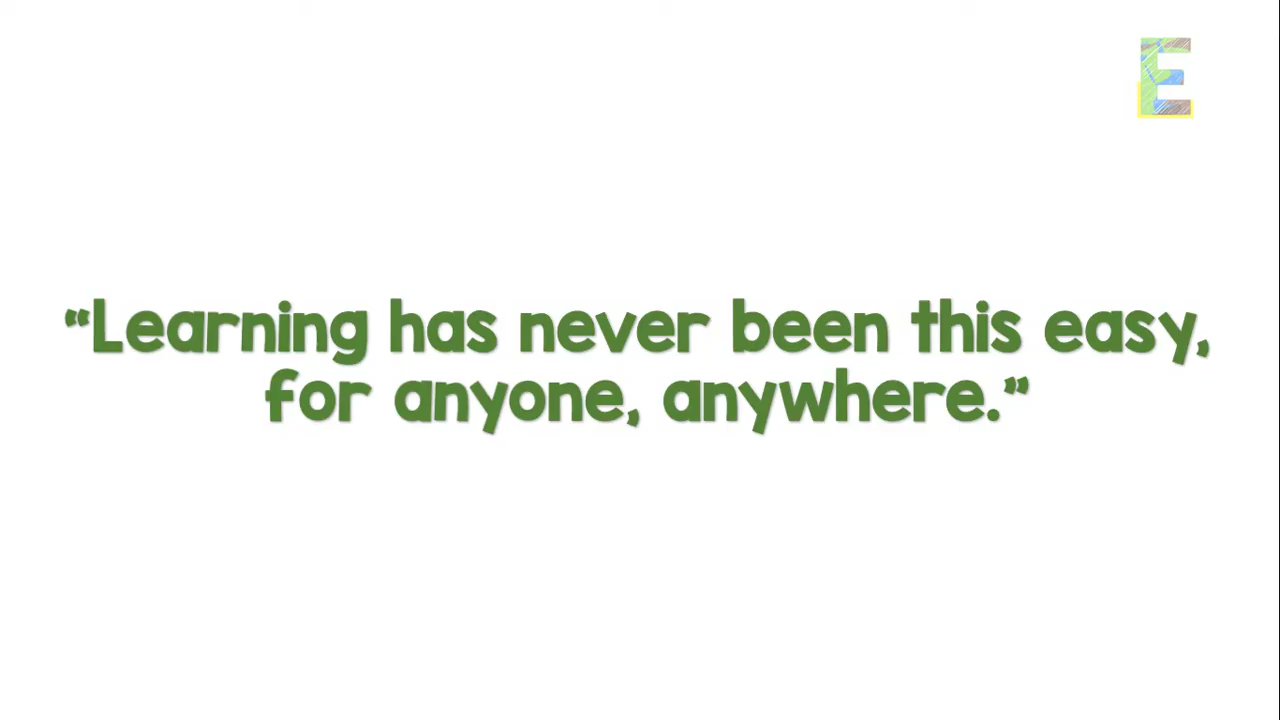 E
“Learning has never been this easy,
for anyone, anywhere.”